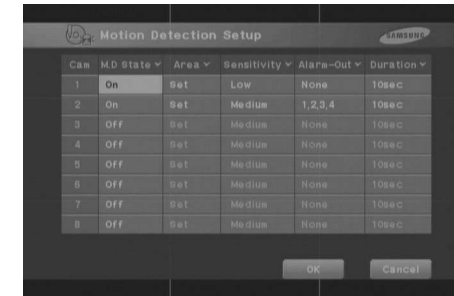 Motion Detection Setup SAMSUNG
Cam M.D State Area Sensitivity Alarm-Out Duration
1 On Set Low None 10sec
2 On Set Medium 1,2,3,4 10sec
3 Off Set Medium None 10sec
4 Off Set Medium None 10sec
5 Off Set Medium None 10sec
6 Off Set Medium None 10sec
7 Off Set Medium None 10sec
8 Off Set Medium None 10sec
OK Cancel